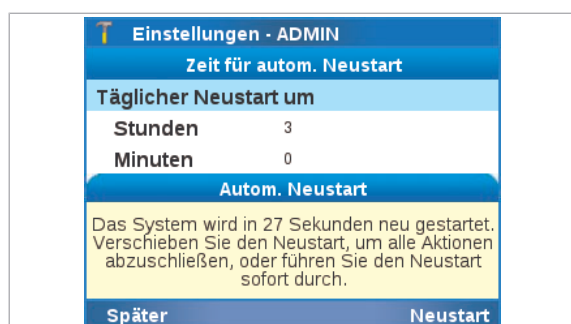 Einstellungen - ADMIN
Zeit für autom. Neustart
Täglicher Neustart um
Stunden 3
Minuten 0
Autom. Neustart
Das System wird in 27 Sekunden neu gestartet.
Verschieben Sie den Neustart, um alle Aktionen
abzuschließen, oder führen Sie den Neustart
sofort durch.
Später Neustart